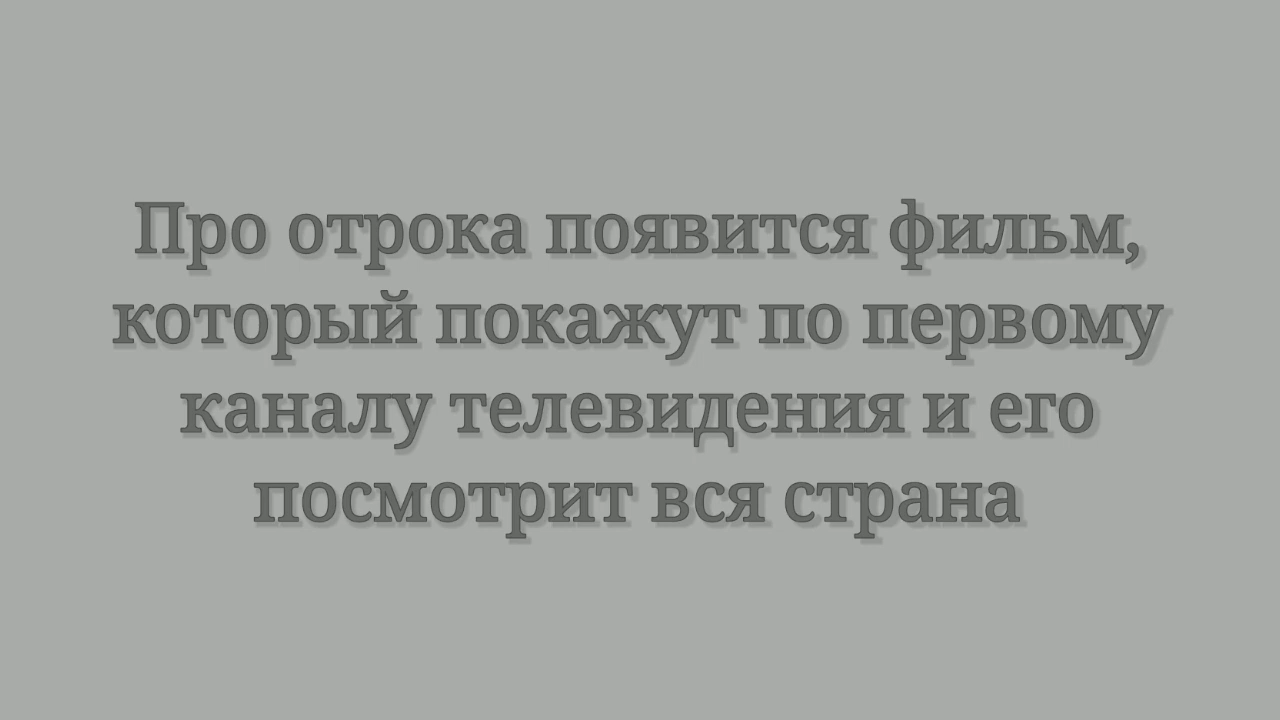 Про отрока появится фильм,
который покажут по первому
каналу телевидения и его
посмотрит вся страна